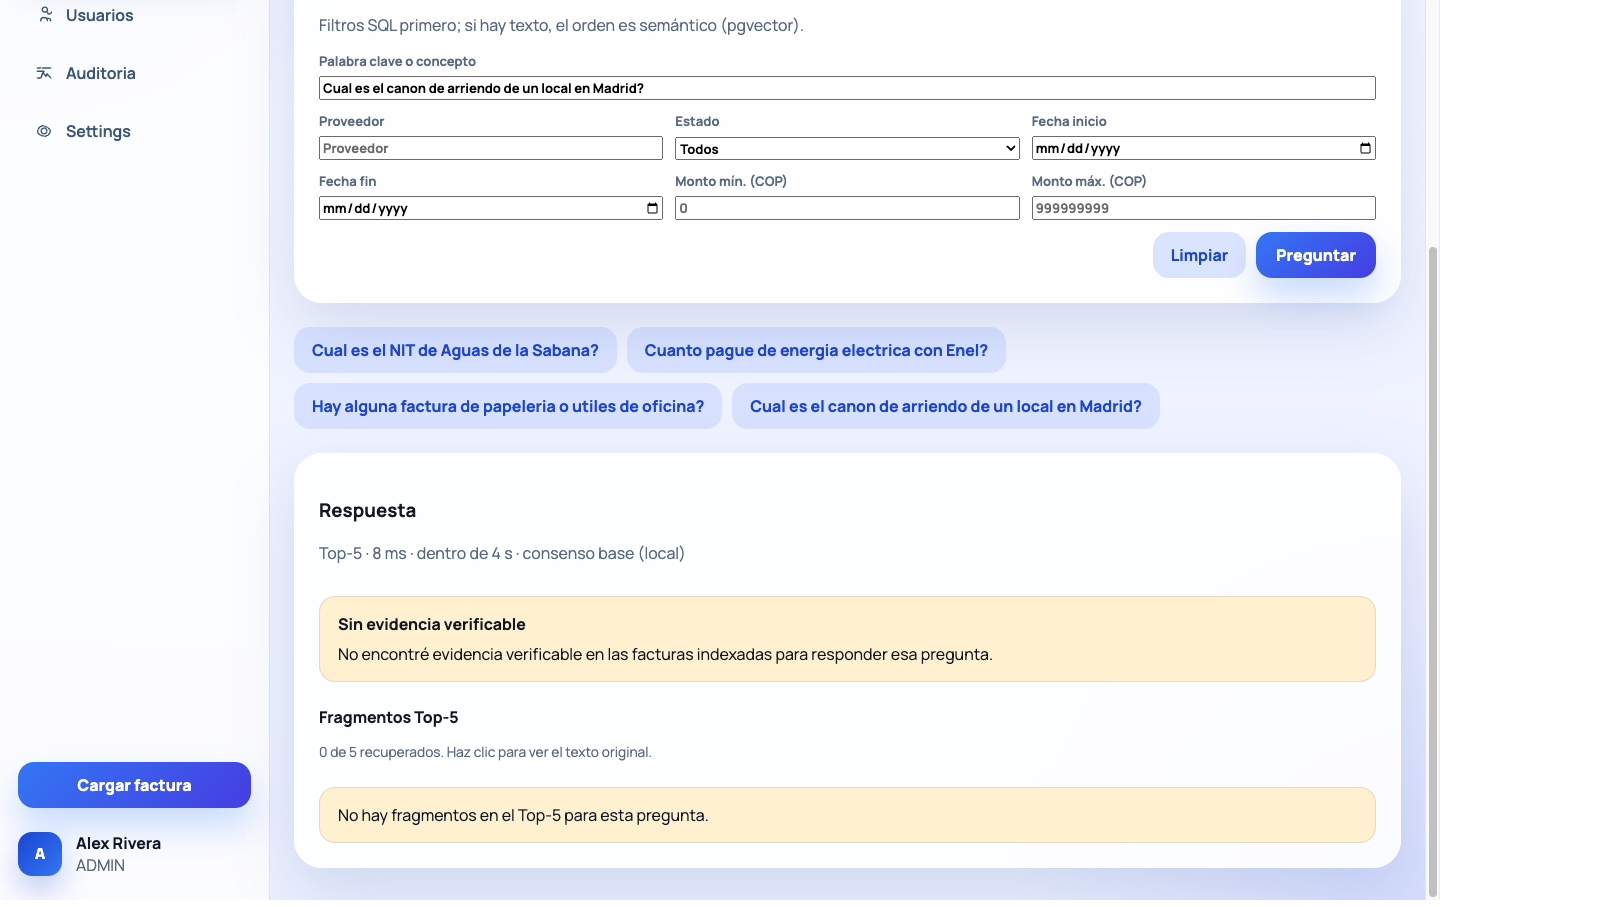 Usuarios
Auditoria
Settings
Cargar factura
A
Alex Rivera
ADMIN
Filtros SQL primero; si hay texto, el orden es semántico (pgvector).
Palabra clave o concepto
Cual es el canon de arriendo de un local en Madrid?
Proveedor
Estado
Fecha inicio
Proveedor
Todos
mm/dd/yyyy
Fecha fin
Monto mín. (COP)
Monto máx. (COP)
mm/dd/yyyy
0
999999999
Limpiar
Preguntar
Cual es el NIT de Aguas de la Sabana?
Cuanto pague de energia electrica con Enel?
Hay alguna factura de papeleria o utiles de oficina?
Cual es el canon de arriendo de un local en Madrid?
Respuesta
Top-5 · 8 ms · dentro de 4 s · consenso base (local)
Sin evidencia verificable
No encontré evidencia verificable en las facturas indexadas para responder esa pregunta.
Fragmentos Top-5
0 de 5 recuperados. Haz clic para ver el texto original.
No hay fragmentos en el Top-5 para esta pregunta.